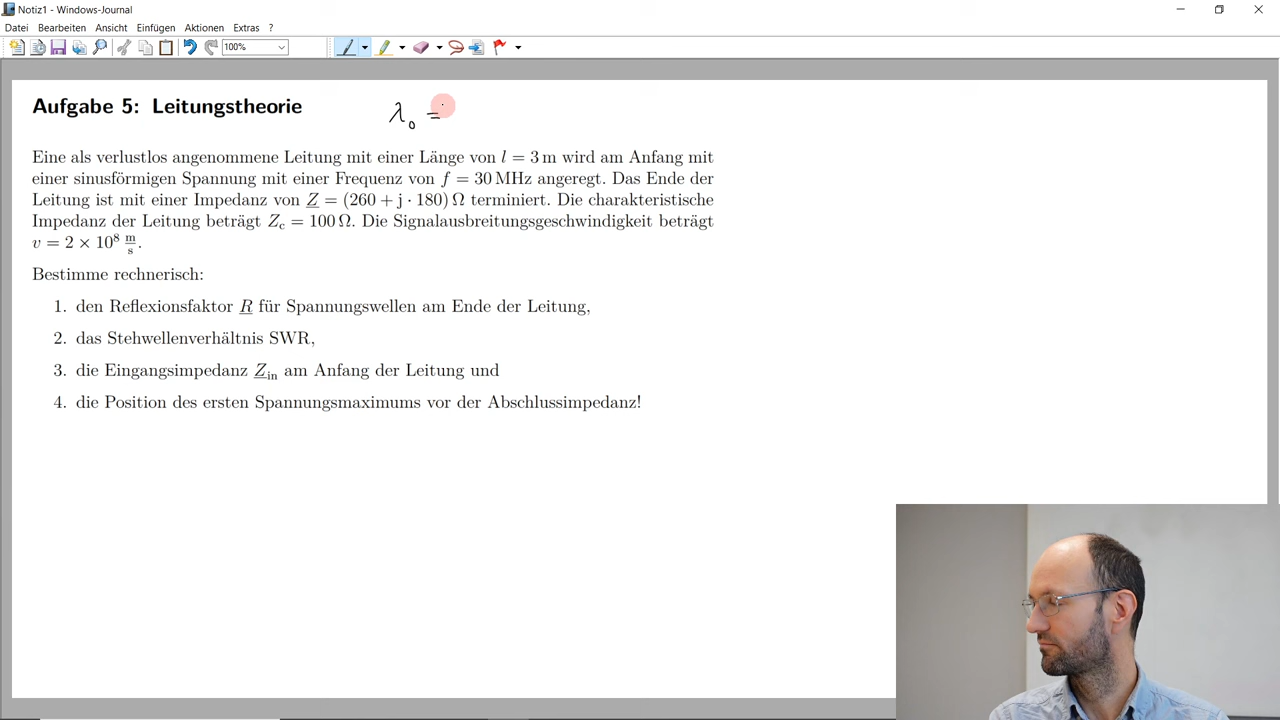 Notiz1 - Windows-Journal
Datei Bearbeiten Ansicht Einfügen Aktionen Extras ?
100%
Aufgabe 5: Leitungstheorie
λ₀ =
Eine als verlustlos angenommene Leitung mit einer Länge von l = 3 m wird am Anfang mit
einer sinusförmigen Spannung mit einer Frequenz von f = 30 MHz angeregt. Das Ende der
Leitung ist mit einer Impedanz von Z = (260 + j · 180) Ω terminiert. Die charakteristische
Impedanz der Leitung beträgt Zc = 100 Ω. Die Signalausbreitungsgeschwindigkeit beträgt
v = 2 × 10⁸ m/s.
Bestimme rechnerisch:
1. den Reflexionsfaktor R für Spannungswellen am Ende der Leitung,
2. das Stehwellenverhältnis SWR,
3. die Eingangsimpedanz Zin am Anfang der Leitung und
4. die Position des ersten Spannungsmaximums vor der Abschlussimpedanz!